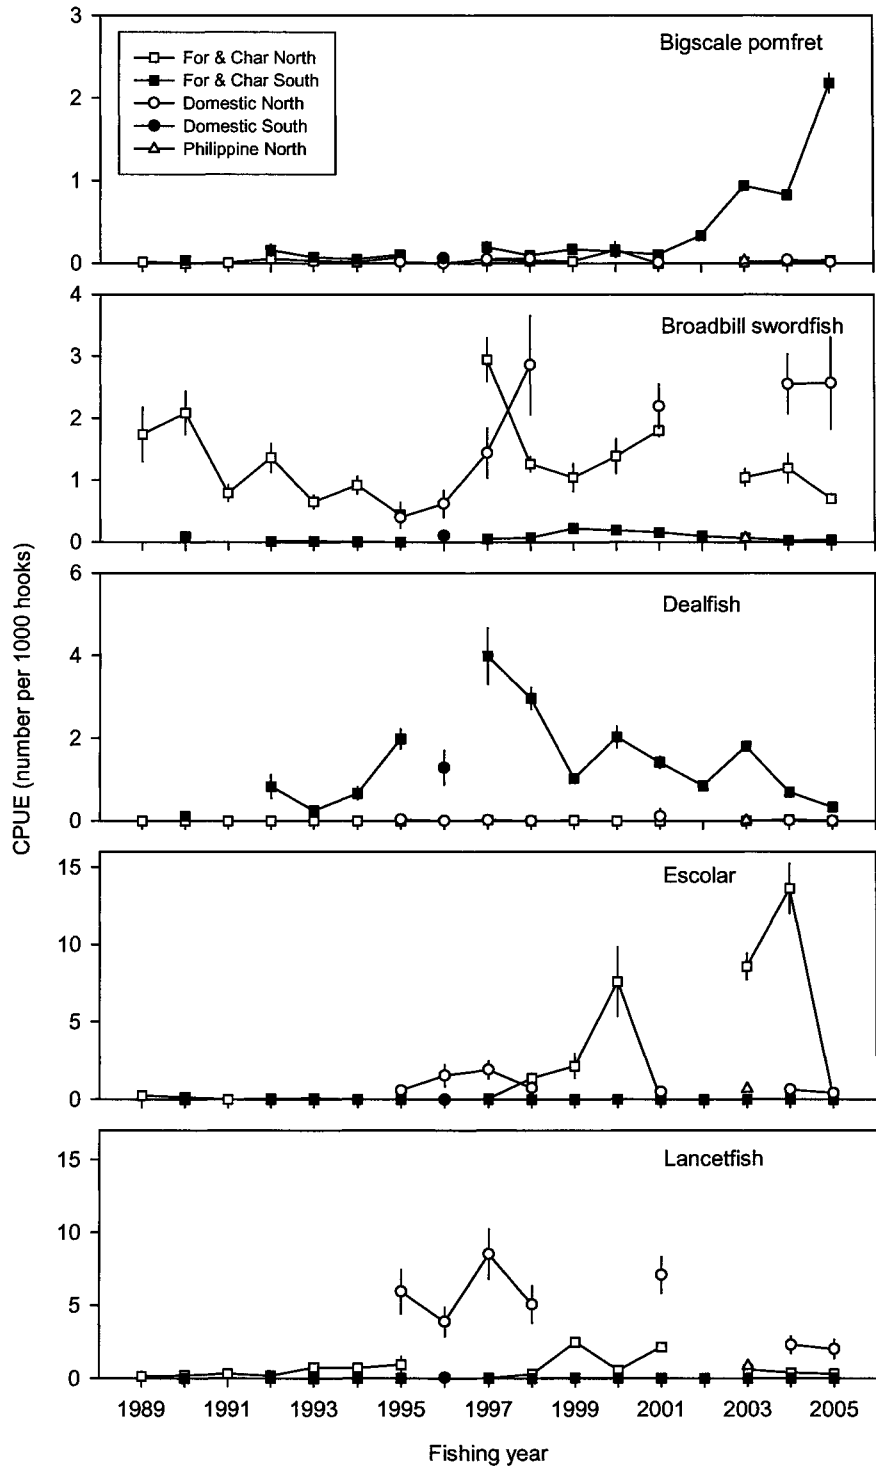 3
2
1
0
Bigscale pomfret
For & Char North
For & Char South
Domestic North
Domestic South
Philippine North
4
3
2
1
0
Broadbill swordfish
6
4
2
0
Dealfish
15
10
5
0
Escolar
15
10
5
0
Lancetfish
CPUE (number per 1000 hooks)
1989 1991 1993 1995 1997 1999 2001 2003 2005
Fishing year